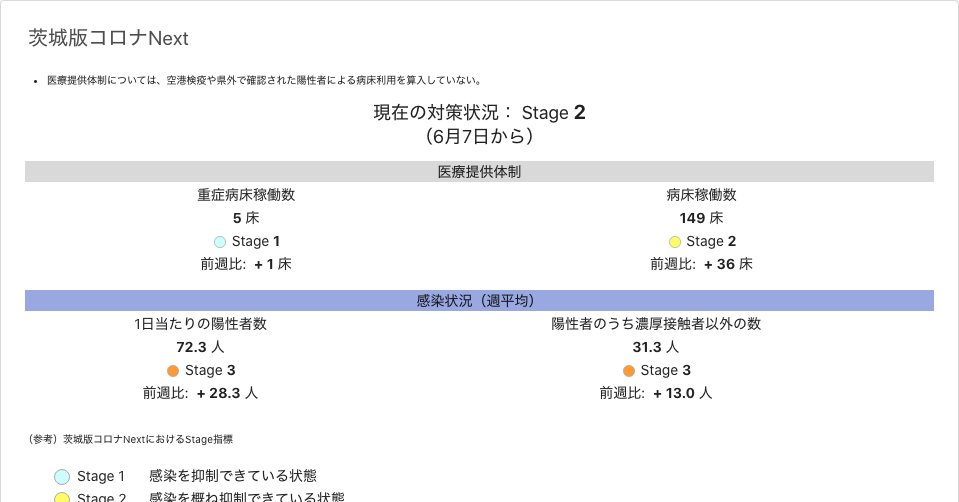 茨城版コロナNext
• 医療提供体制については、空港検疫や県外で確認された陽性者による病床利用を算入していない。
現在の対策状況： Stage 2
（6月7日から）
医療提供体制
重症病床稼働数 病床稼働数
5 床 149 床
Stage 1 Stage 2
前週比: + 1 床 前週比: + 36 床
感染状況（週平均）
1日当たりの陽性者数 陽性者のうち濃厚接触者以外の数
72.3 人 31.3 人
Stage 3 Stage 3
前週比: + 28.3 人 前週比: + 13.0 人
（参考）茨城版コロナNextにおけるStage指標
Stage 1 感染を抑制できている状態
Stage 2 感染を概ね抑制できている状態